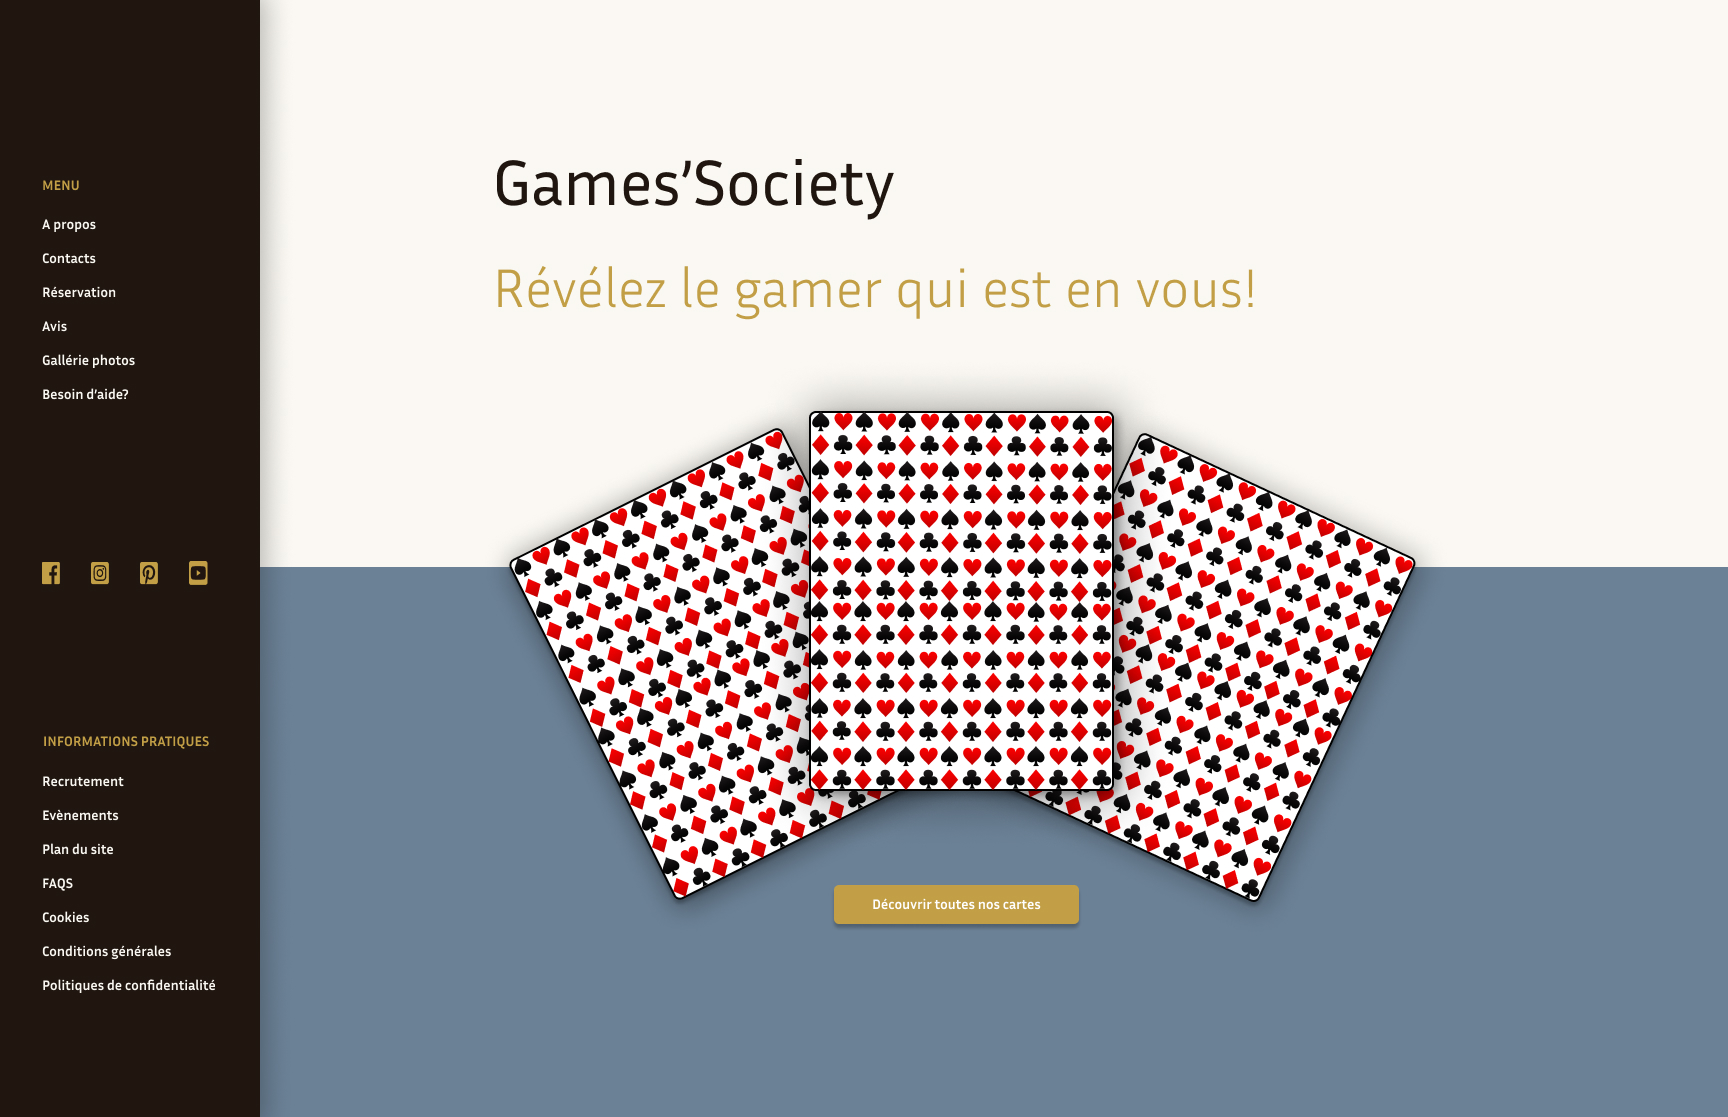 MENU
A propos
Contacts
Réservation
Avis
Gallérie photos
Besoin d'aide?
INFORMATIONS PRATIQUES
Recrutement
Evènements
Plan du site
FAQS
Cookies
Conditions générales
Politiques de confidentialité
Games’Society
Révélez le gamer qui est en vous!
Découvrir toutes nos cartes